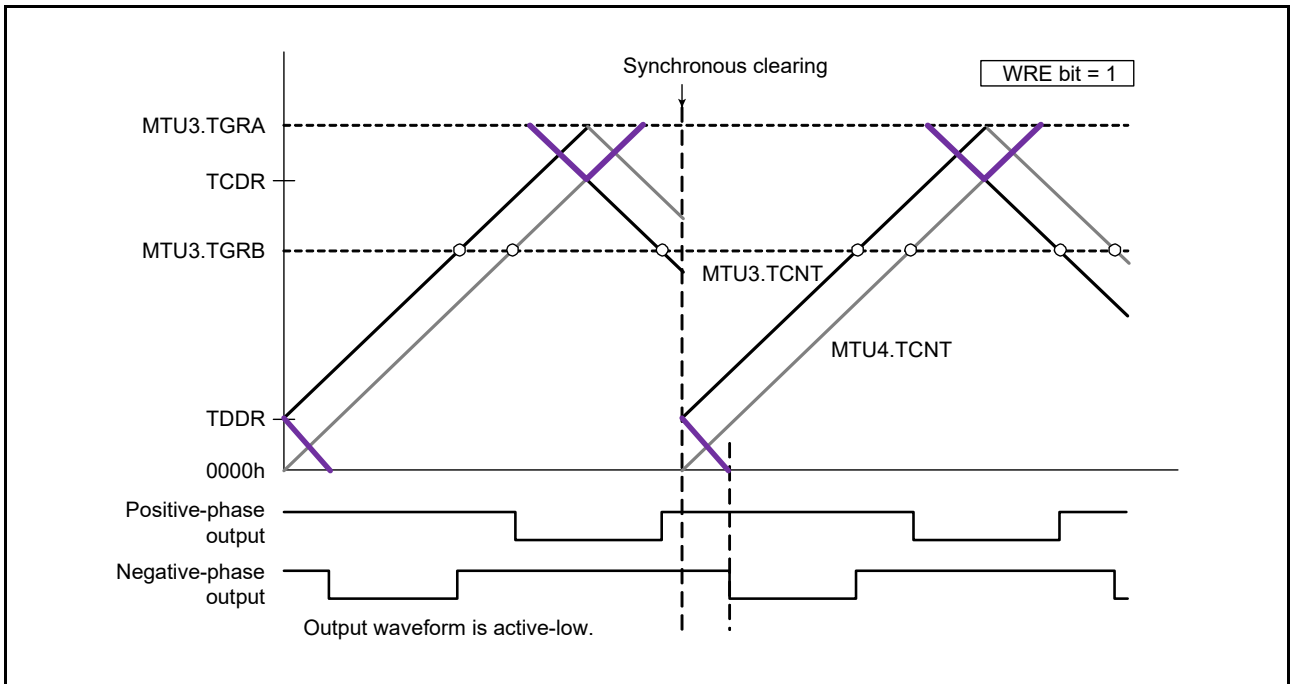 Synchronous clearing
WRE bit = 1
MTU3.TGRA
TCDR
MTU3.TGRB
MTU3.TCNT
MTU4.TCNT
TDDR
0000h
Positive-phase
output
Negative-phase
output
Output waveform is active-low.